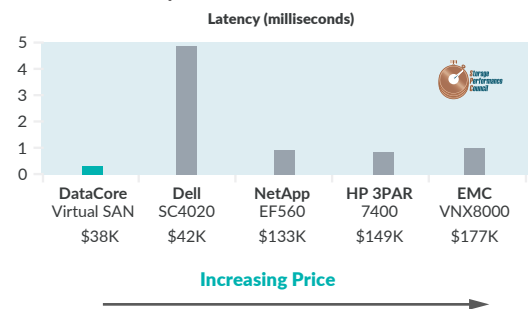 Latency (milliseconds)
5
4
3
2
1
0
Storage
Performance
Council
DataCore Dell NetApp HP 3PAR EMC
Virtual SAN SC4020 EF560 7400 VNX8000
$38K $42K $133K $149K $177K
Increasing Price